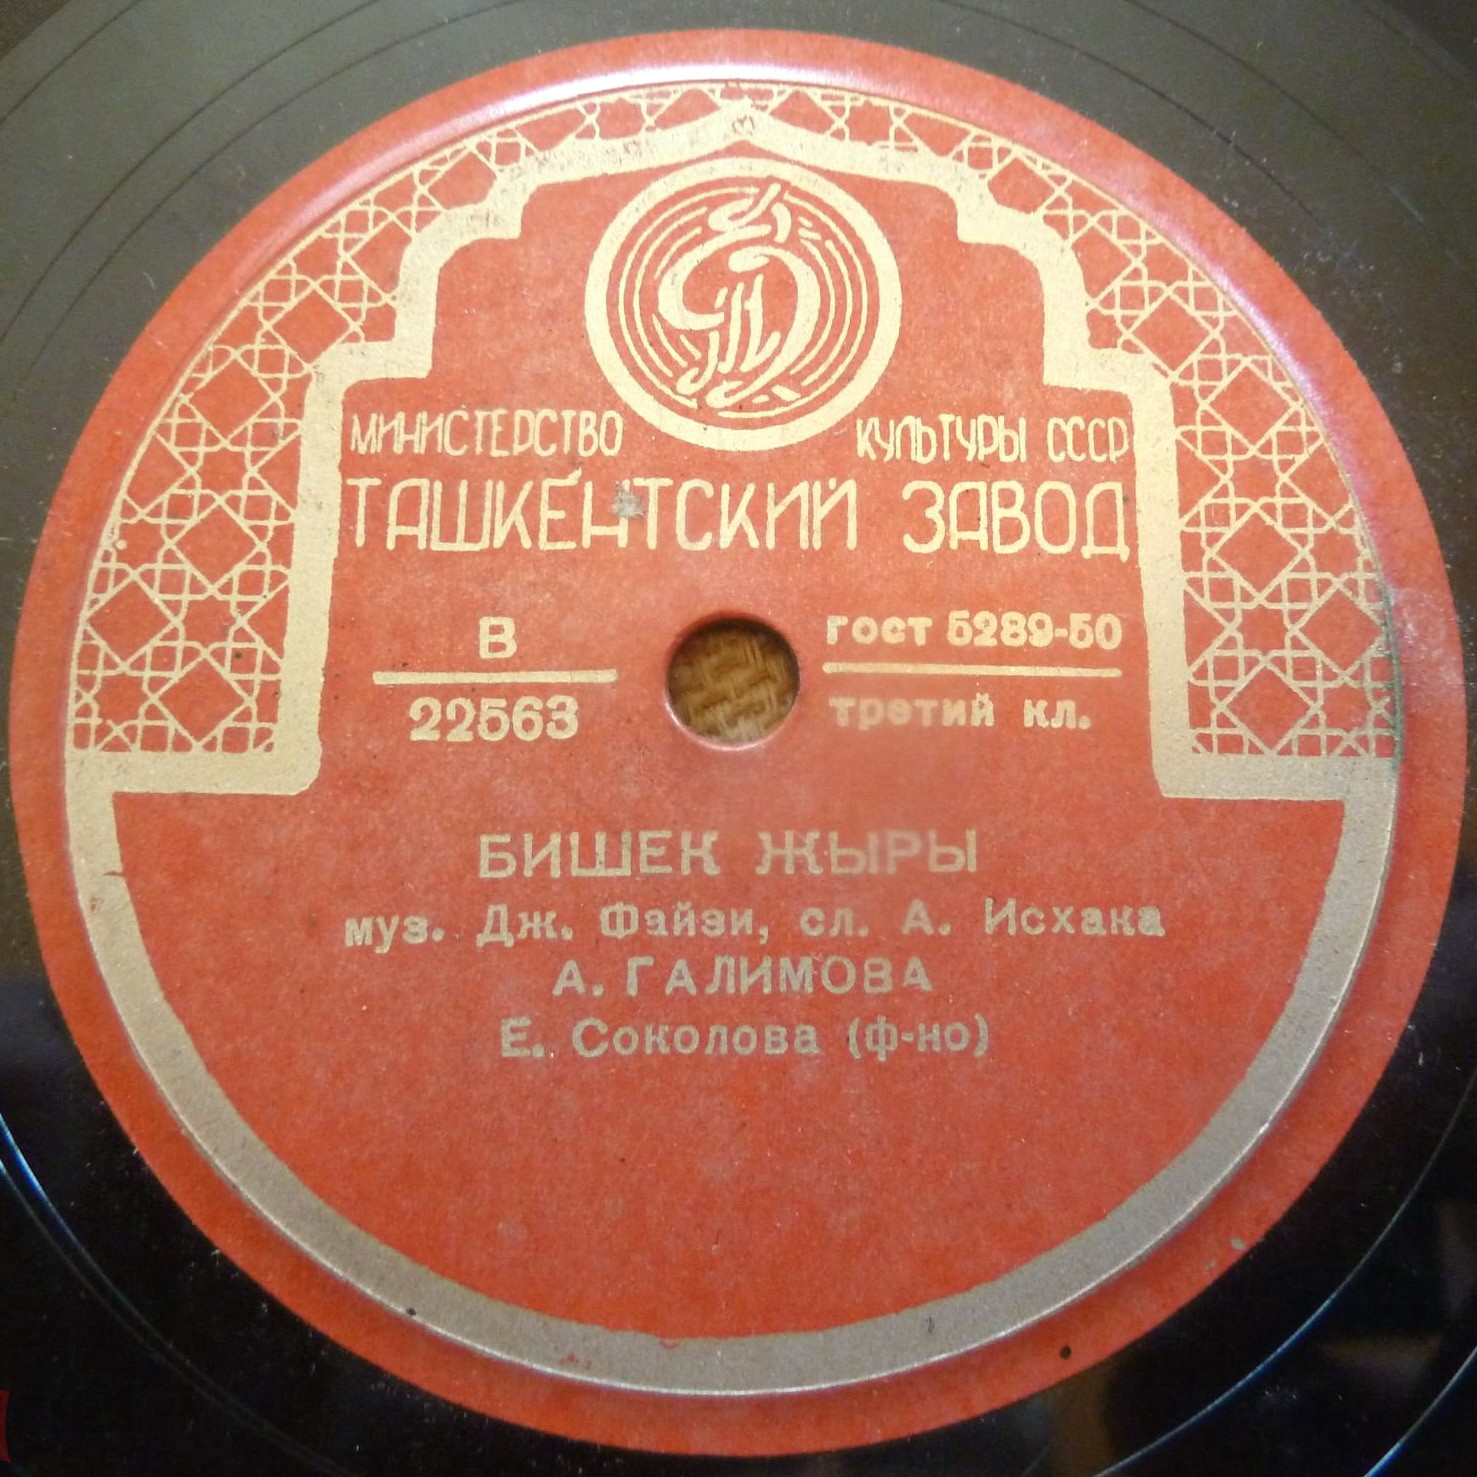 МИНИСТЕРСТВО КУЛЬТУРЫ СССР
ТАШКЕНТСКИЙ ЗАВОД
В
22563
гост 5289-50
третий кл.
БИШЕК ЖЫРЫ
муз. Дж. Файзи, сл. А. Исхака
А. ГАЛИМОВА
Е. Соколова (ф-но)